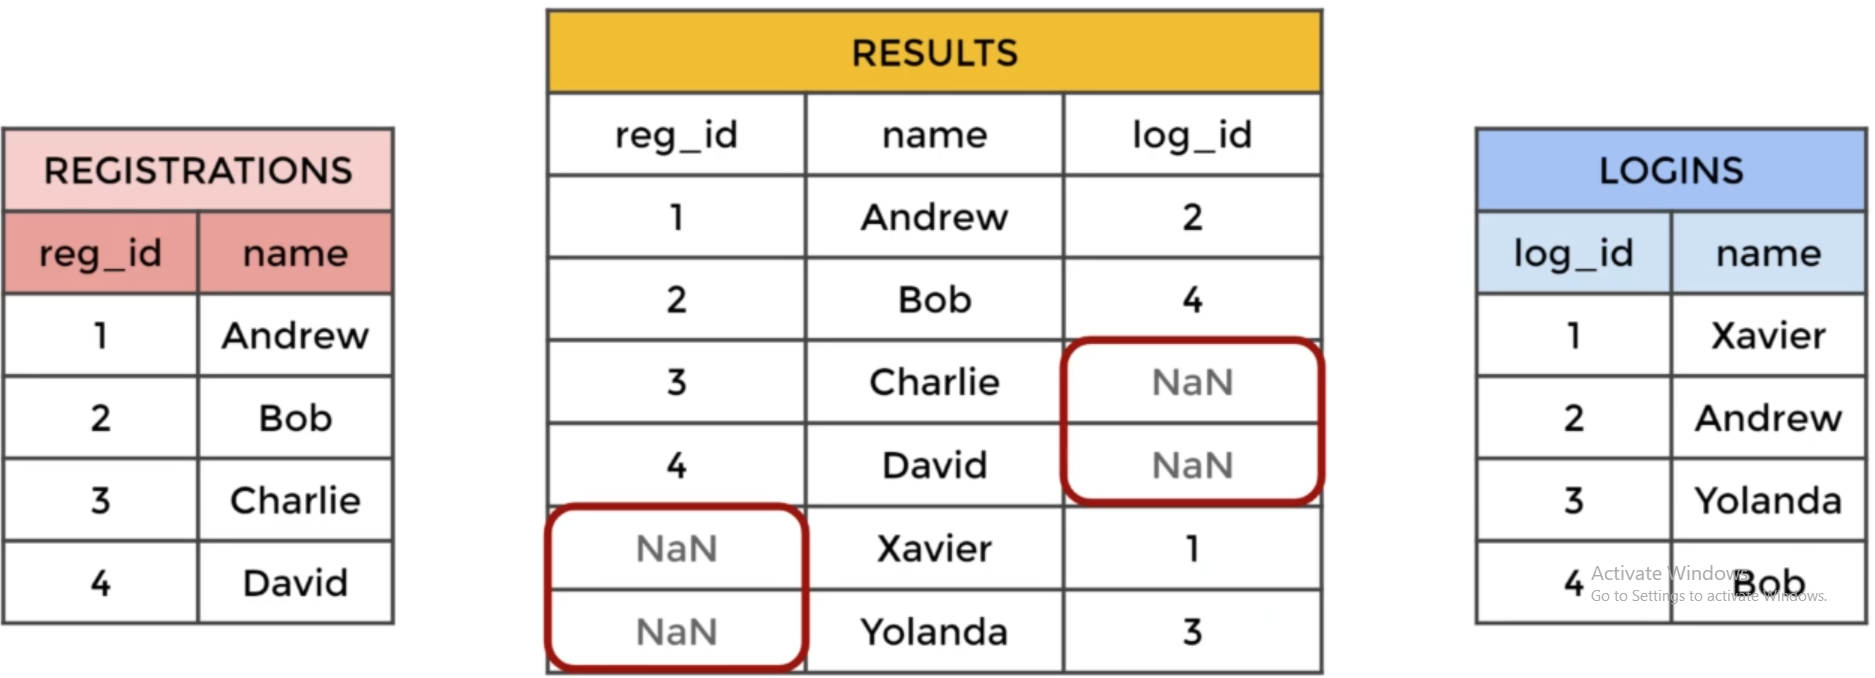 REGISTRATIONS
reg_id name
1 Andrew
2 Bob
3 Charlie
4 David
RESULTS
reg_id name log_id
1 Andrew 2
2 Bob 4
3 Charlie NaN
4 David NaN
NaN Xavier 1
NaN Yolanda 3
LOGINS
log_id name
1 Xavier
2 Andrew
3 Yolanda
4 Bob
Activate Windows
Go to Settings to activate Windows.